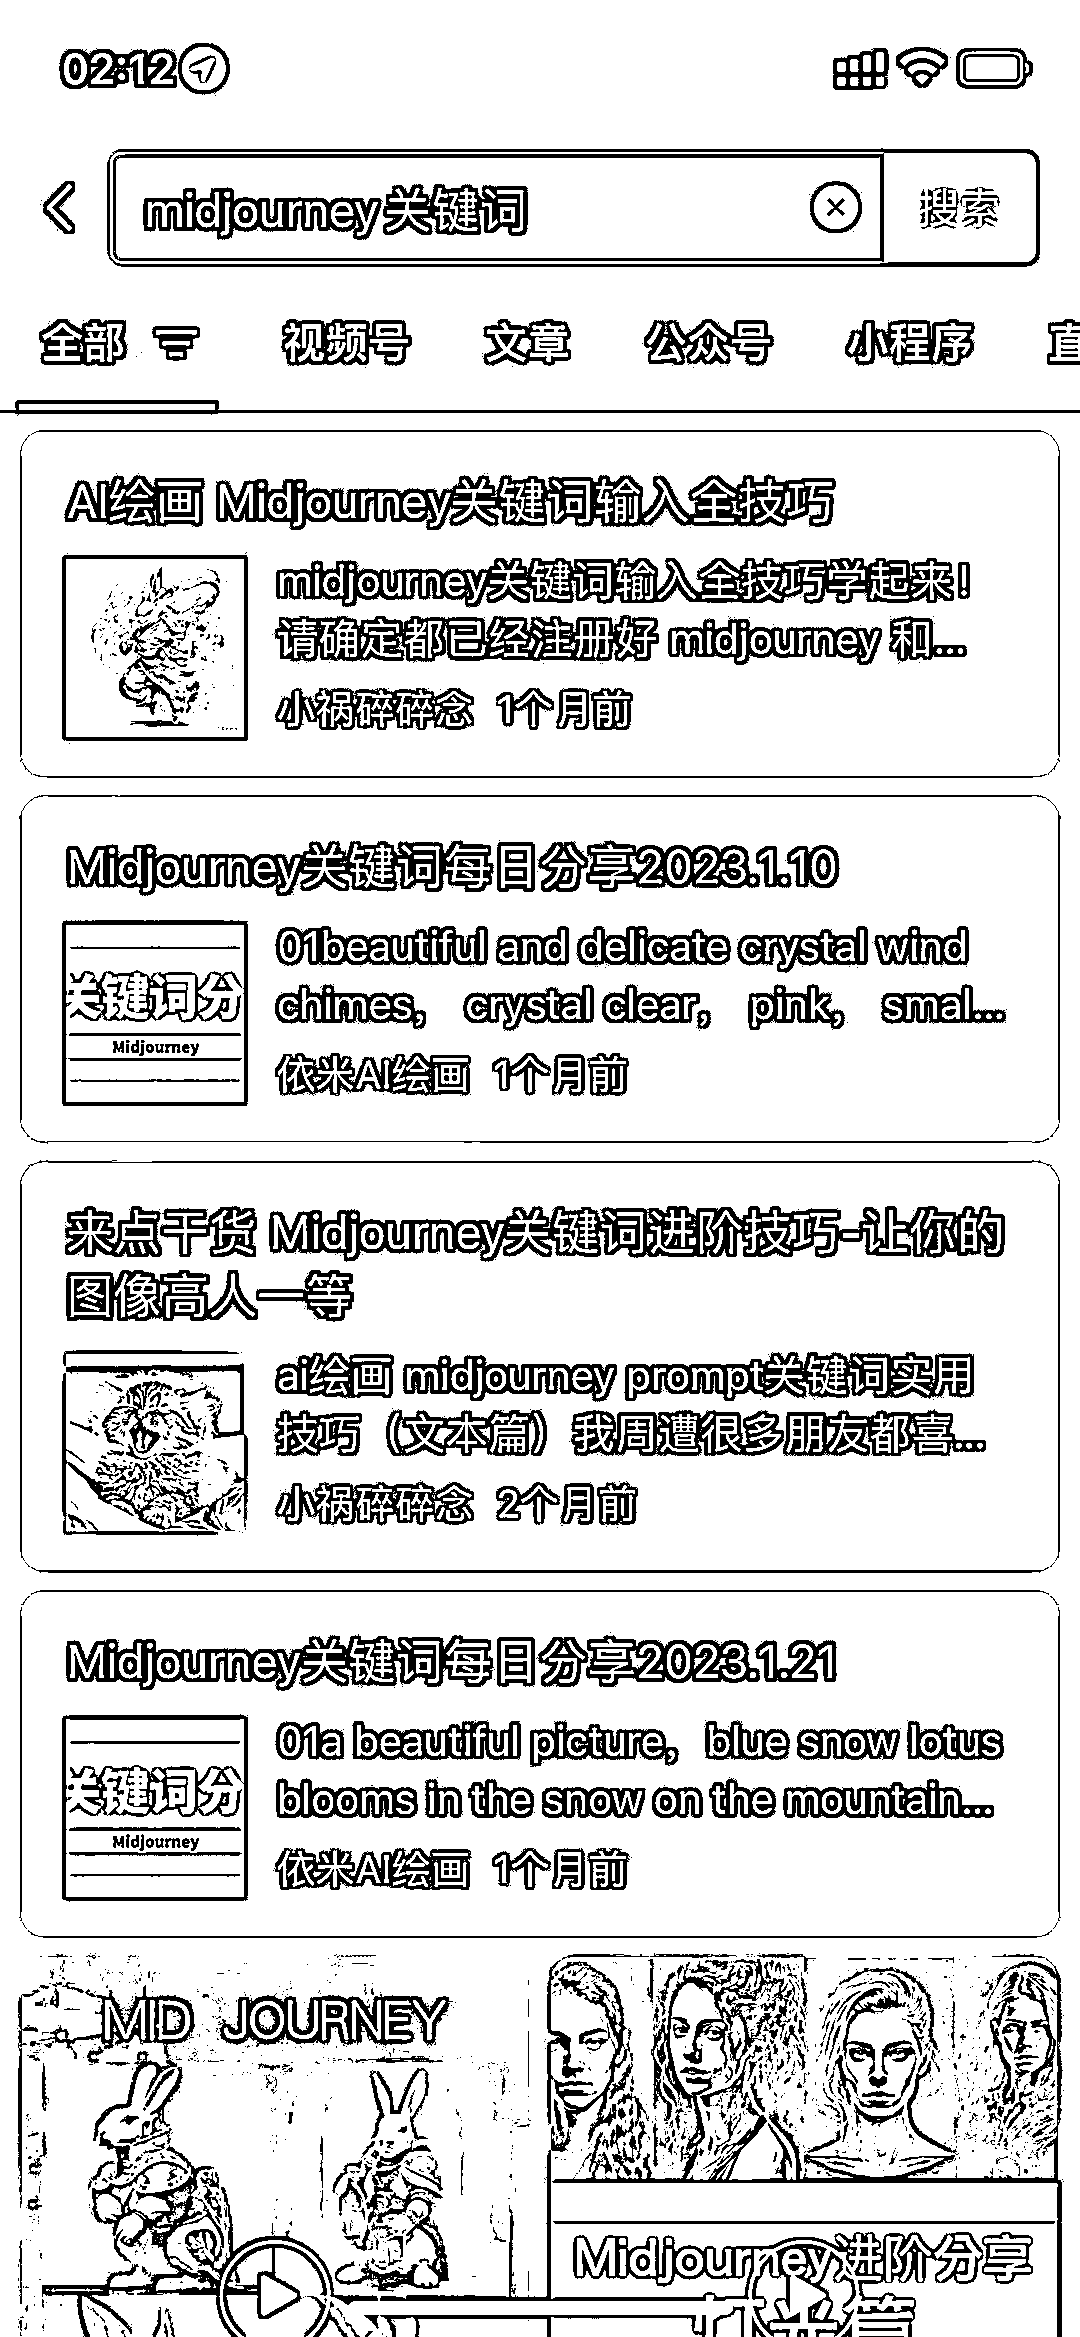 02:12
midjourney关键词
搜索
全部 视频号 文章 公众号 小程序
AI绘画 Midjourney关键词输入全技巧
midjourney关键词输入全技巧学起来！
请确定都已经注册好 midjourney 和...
小祸碎碎念 1个月前
Midjourney关键词每日分享2023.1.10
关键词分
Midjourney
01beautiful and delicate crystal wind
chimes， crystal clear， pink， smal...
依米AI绘画 1个月前
来点干货 Midjourney关键词进阶技巧-让你的
图像高人一等
ai绘画 midjourney prompt关键词实用
技巧（文本篇）我周遭很多朋友都喜...
小祸碎碎念 2个月前
Midjourney关键词每日分享2023.1.21
关键词分
Midjourney
01a beautiful picture，blue snow lotus
blooms in the snow on the mountain...
依米AI绘画 1个月前
MID JOURNEY
Midjourney进阶分享